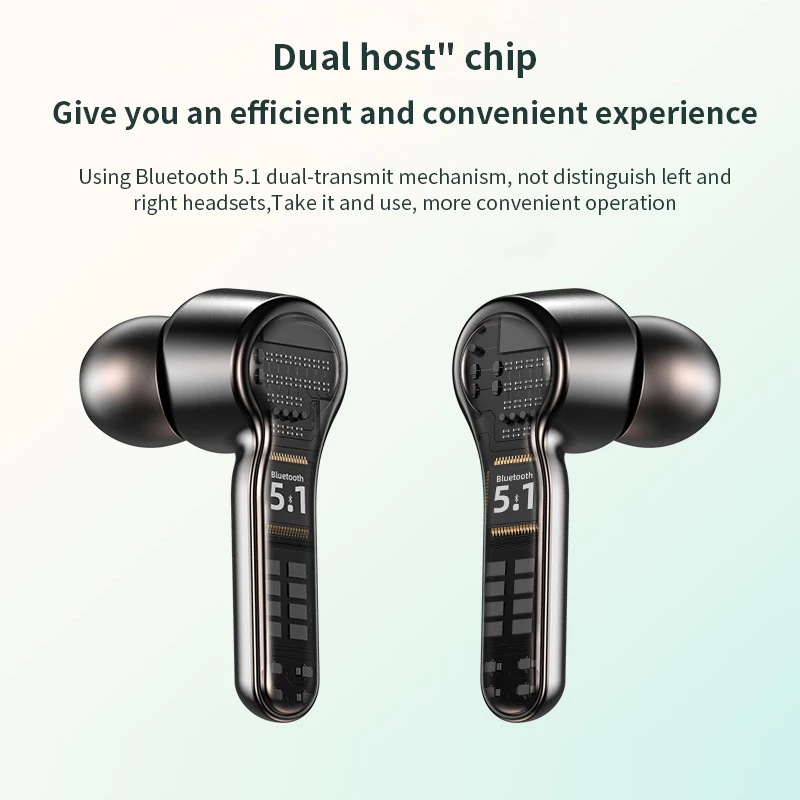 Dual host" chip
Give you an efficient and convenient experience
Using Bluetooth 5.1 dual-transmit mechanism, not distinguish left and
right headsets,Take it and use, more convenient operation
Bluetooth
5.1
Bluetooth
5.1